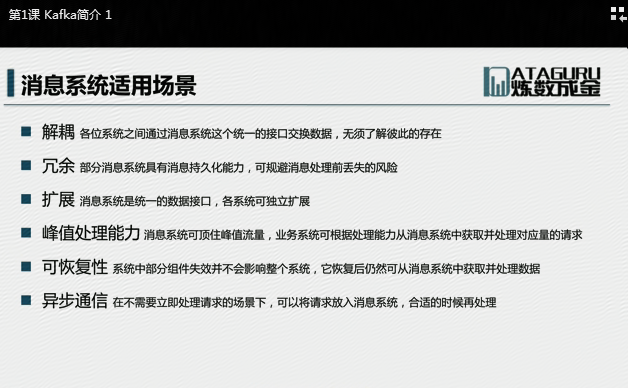 第1课 Kafka简介 1
消息系统适用场景
DATAGURU
炼数成金
解耦 各位系统之间通过消息系统这个统一的接口交换数据，无须了解彼此的存在
冗余 部分消息系统具有消息持久化能力，可规避消息处理前丢失的风险
扩展 消息系统是统一的数据接口，各系统可独立扩展
峰值处理能力 消息系统可顶住峰值流量，业务系统可根据处理能力从消息系统中获取并处理对应量的请求
可恢复性 系统中部分组件失效并不会影响整个系统，它恢复后仍然可从消息系统中获取并处理数据
异步通信 在不需要立即处理请求的场景下，可以将请求放入消息系统，合适的时候再处理